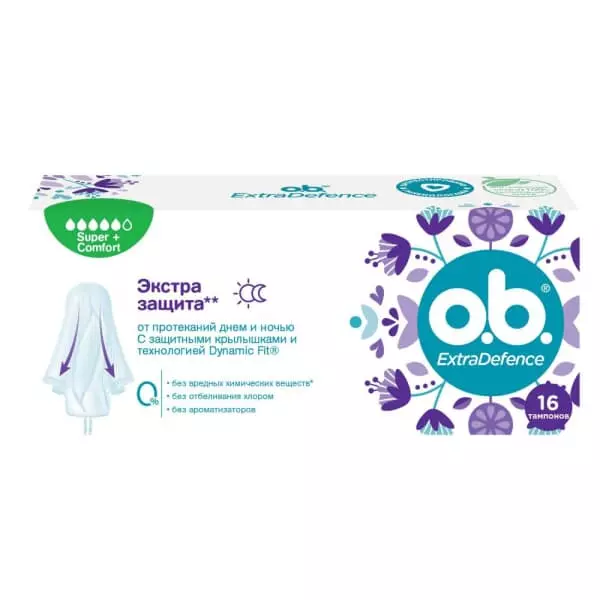 o.b.
ExtraDefence
Super +
Comfort
Экстра
защита**
от протеканий днем и ночью
С защитными крылышками и
технологией Dynamic Fit®
0%
• без вредных химических веществ*
• без отбеливания хлором
• без ароматизаторов
o.b.®
ExtraDefence
16
тампонов